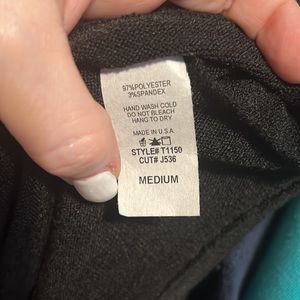 97%POLYESTER
3%SPANDEX
HAND WASH COLD
DO NOT BLEACH
HANG TO DRY
MADE IN U.S.A.
STYLE# T1150
CUT# J536
MEDIUM